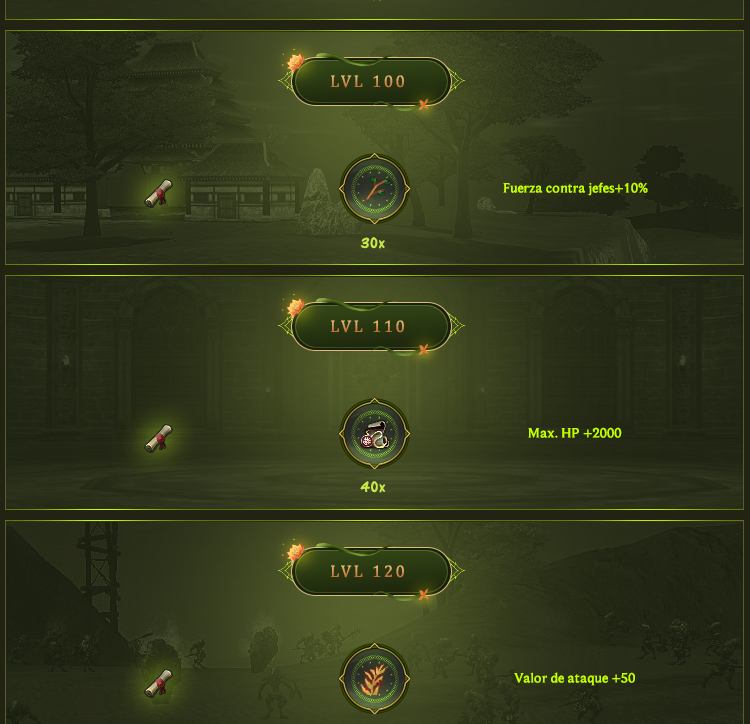 LVL 100
Fuerza contra jefes+10%
30x
LVL 110
Max. HP +2000
40x
LVL 120
Valor de ataque +50